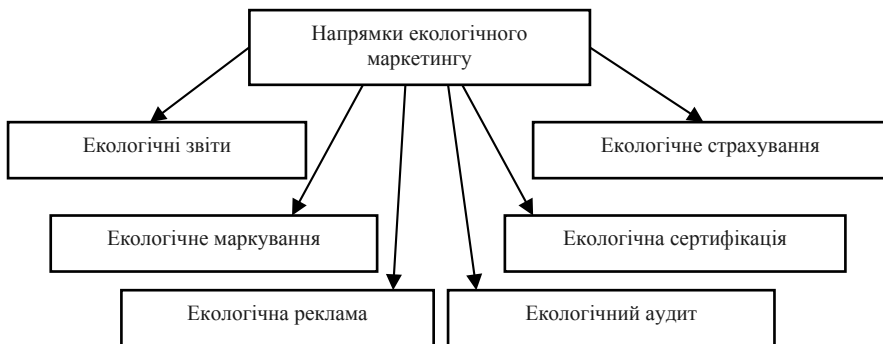 Напрямки екологічного
маркетингу
Екологічні звіти
Екологічне страхування
Екологічне маркування
Екологічна сертифікація
Екологічна реклама
Екологічний аудит